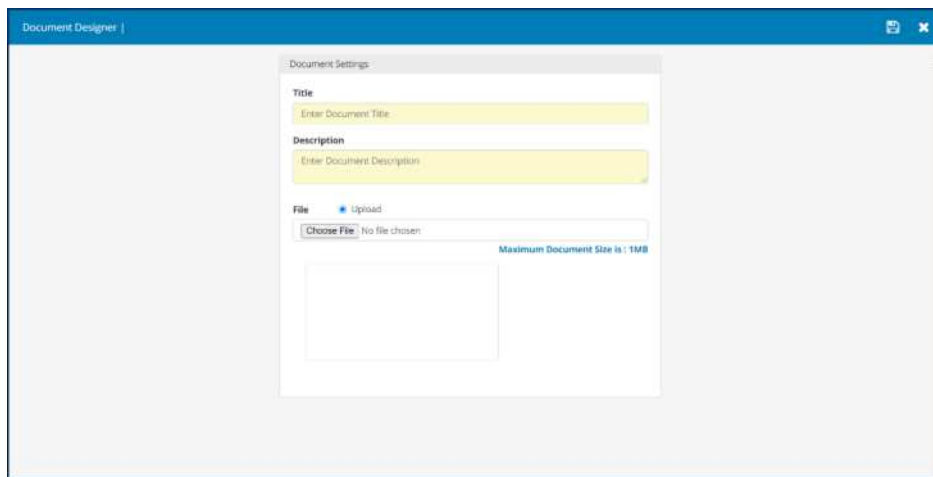 Document Designer |
Document Settings
Title
Enter Document Title
Description
Enter Document Description
File Upload
Choose File No file chosen
Maximum Document Size is : 1MB